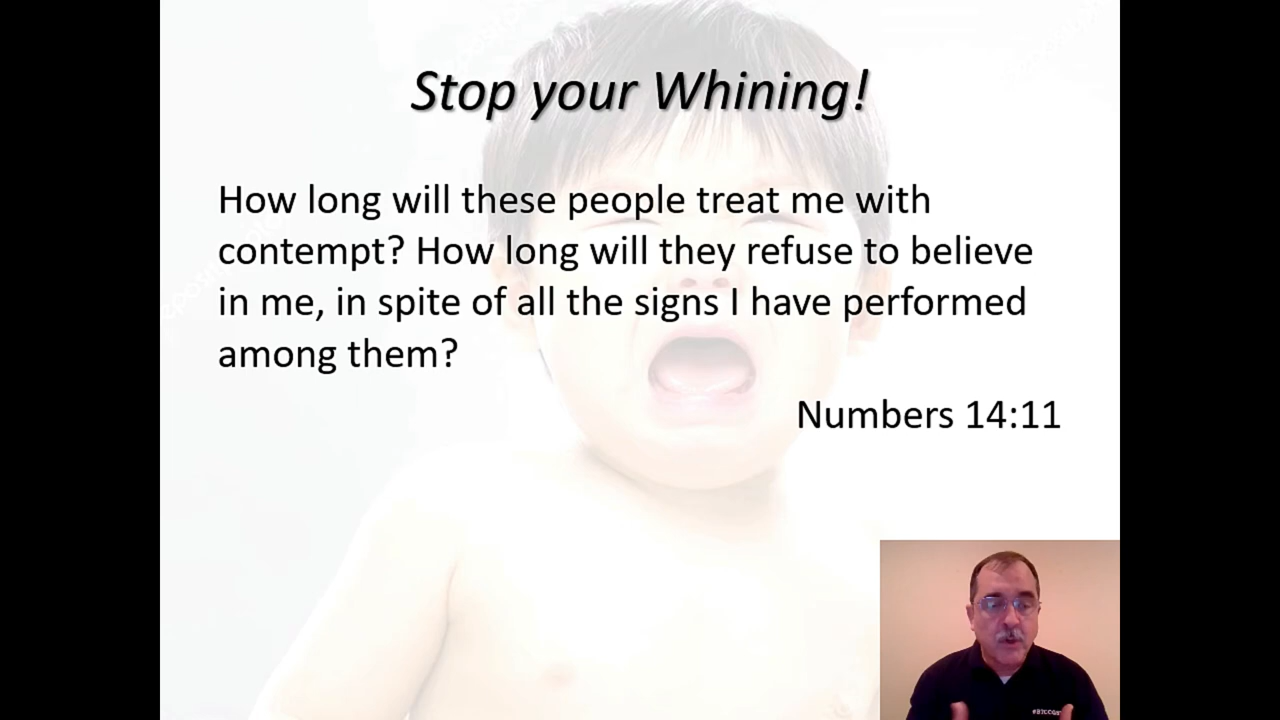 Stop your Whining!
How long will these people treat me with
contempt? How long will they refuse to believe
in me, in spite of all the signs I have performed
among them?
Numbers 14:11